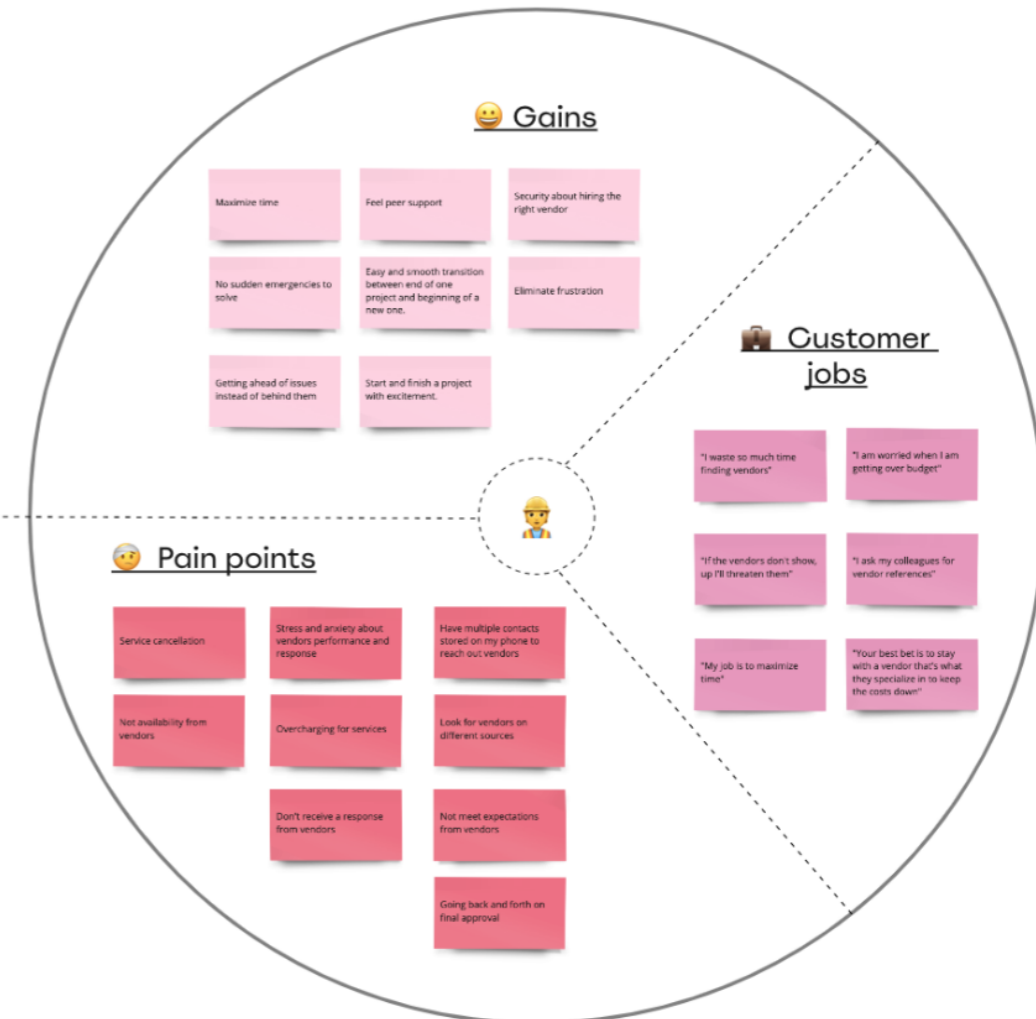 Gains
Maximize time
Feel peer support
Security about hiring the
right vendor
No sudden emergencies to
solve
Easy and smooth transition
between end of one
project and beginning of a
new one.
Eliminate frustration
Getting ahead of issues
instead of behind them
Start and finish a project
with excitement.
Customer
jobs
"I waste so much time
finding vendors"
"I am worried when I am
getting over budget"
"If the vendors don't show,
up I'll threaten them"
"I ask my colleagues for
vendor references"
"My job is to maximize
time"
"Your best bet is to stay
with a vendor that's what
they specialize in to keep
the costs down"
Pain points
Service cancellation
Stress and anxiety about
vendors performance and
response
Have multiple contacts
stored on my phone to
reach out vendors
Not availability from
vendors
Overcharging for services
Look for vendors on
different sources
Don't receive a response
from vendors
Not meet expectations
from vendors
Going back and forth on
final approval